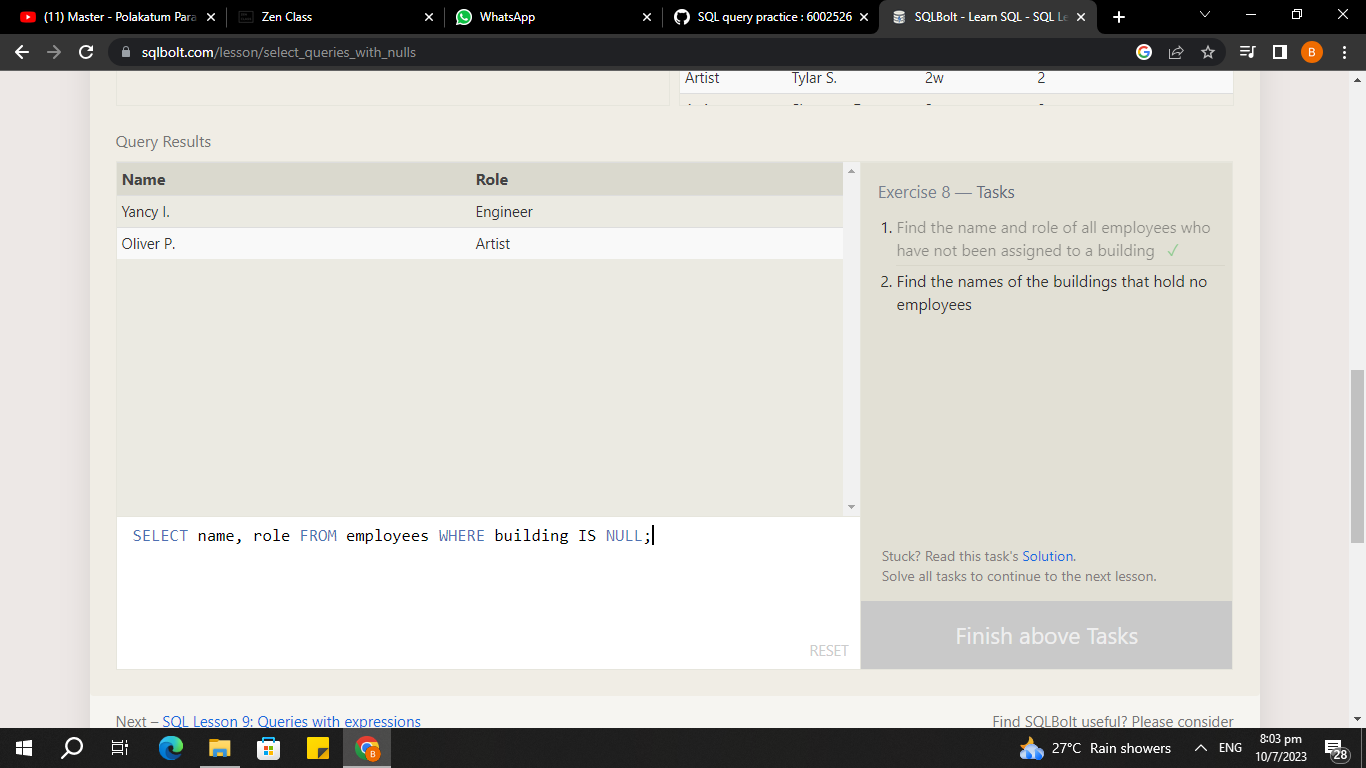 (11) Master - Polakatum Para
Zen Class
WhatsApp
SQL query practice : 6002526
SQLBolt - Learn SQL - SQL Le
sqlbolt.com/lesson/select_queries_with_nulls
B
Artist Tylar S. 2w 2
Query Results
Name Role
Yancy I. Engineer
Oliver P. Artist
Exercise 8 — Tasks
1. Find the name and role of all employees who
have not been assigned to a building ✓
2. Find the names of the buildings that hold no
employees
SELECT name, role FROM employees WHERE building IS NULL;
RESET
Stuck? Read this task's Solution.
Solve all tasks to continue to the next lesson.
Finish above Tasks
Next – SQL Lesson 9: Queries with expressions
Find SQLBolt useful? Please consider
27°C Rain showers
ENG
8:03 pm
10/7/2023
28